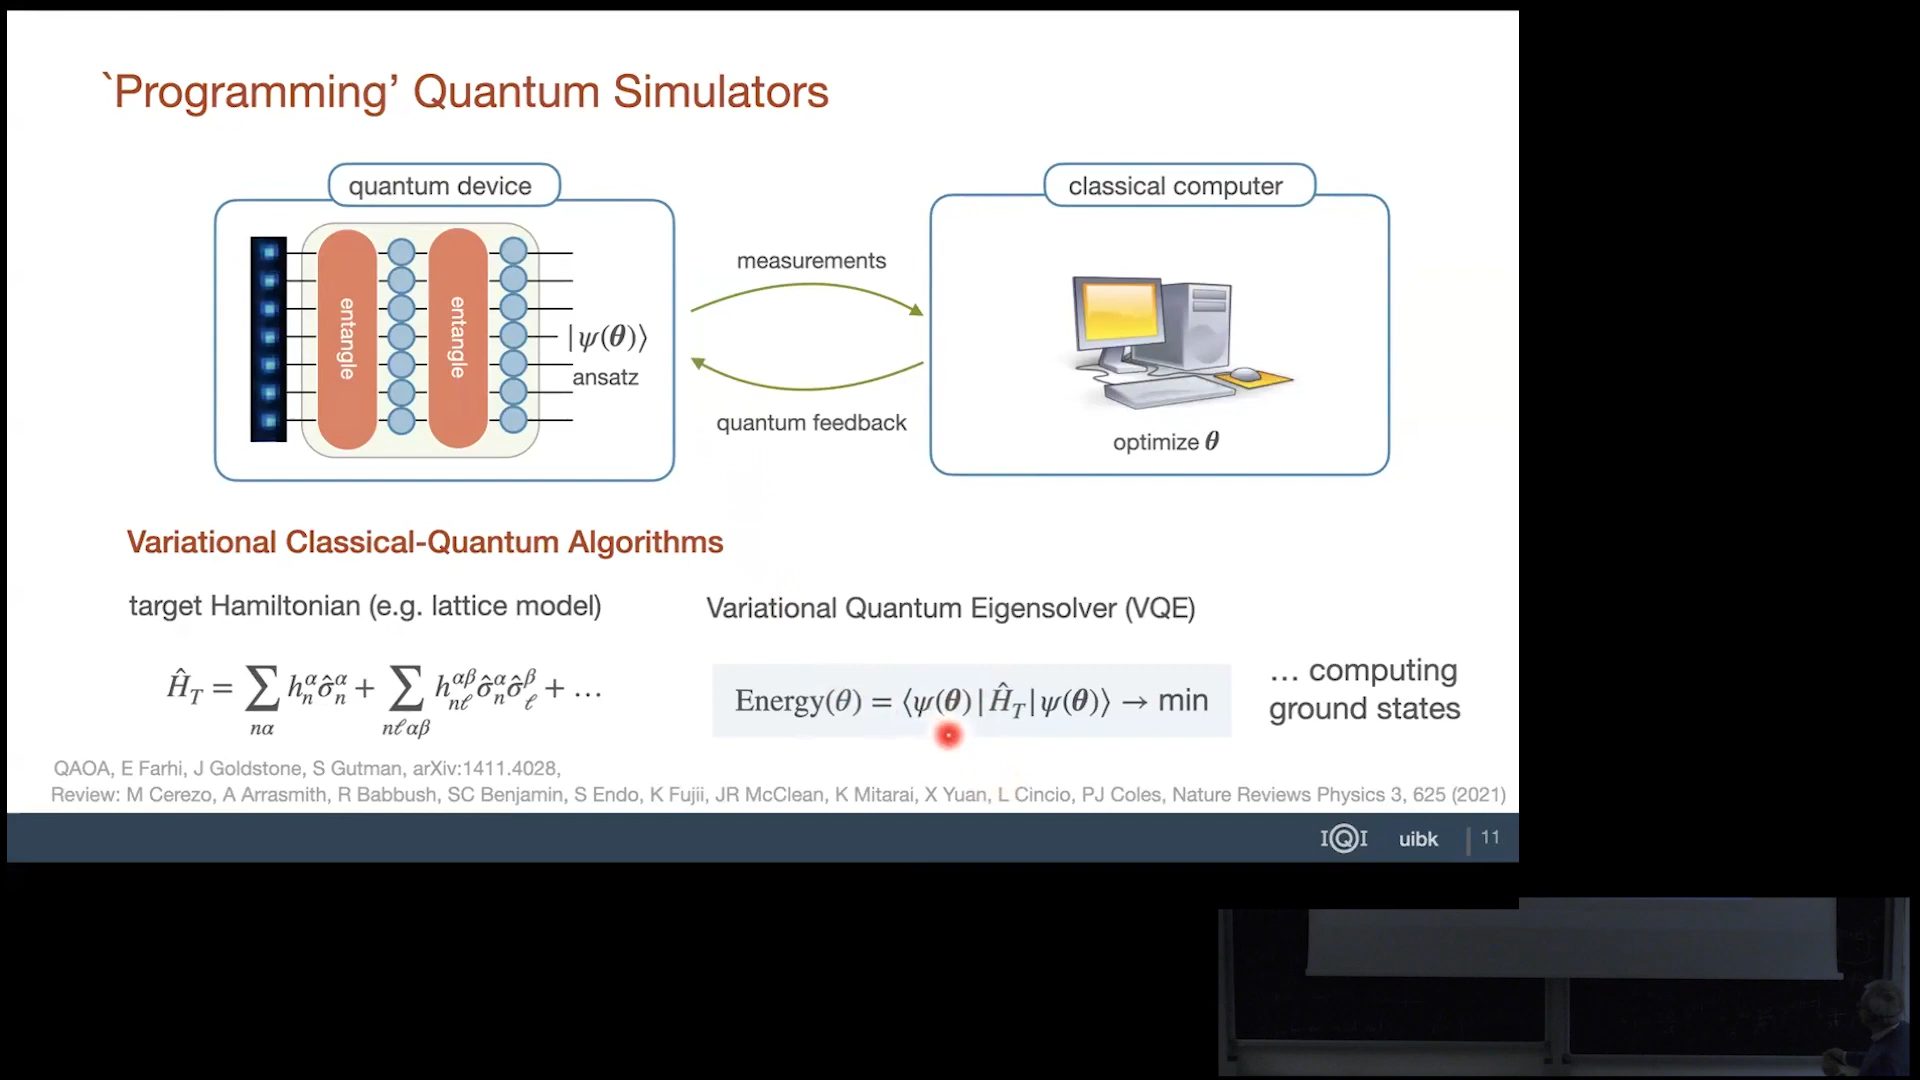 `Programming’ Quantum Simulators
quantum device
classical computer
entangle
entangle
|ψ(θ)⟩
ansatz
measurements
quantum feedback
optimize θ
Variational Classical-Quantum Algorithms
target Hamiltonian (e.g. lattice model)
Variational Quantum Eigensolver (VQE)
Ĥ_T = ∑_{nα} h_n^α σ̂_n^α + ∑_{nℓαβ} h_{nℓ}^{αβ} σ̂_n^α σ̂_ℓ^β + …
Energy(θ) = ⟨ψ(θ)|Ĥ_T|ψ(θ)⟩ → min
... computing
ground states
QAOA, E Farhi, J Goldstone, S Gutman, arXiv:1411.4028,
Review: M Cerezo, A Arrasmith, R Babbush, SC Benjamin, S Endo, K Fujii, JR McClean, K Mitarai, X Yuan, L Cincio, PJ Coles, Nature Reviews Physics 3, 625 (2021)
IQI uibk | 11